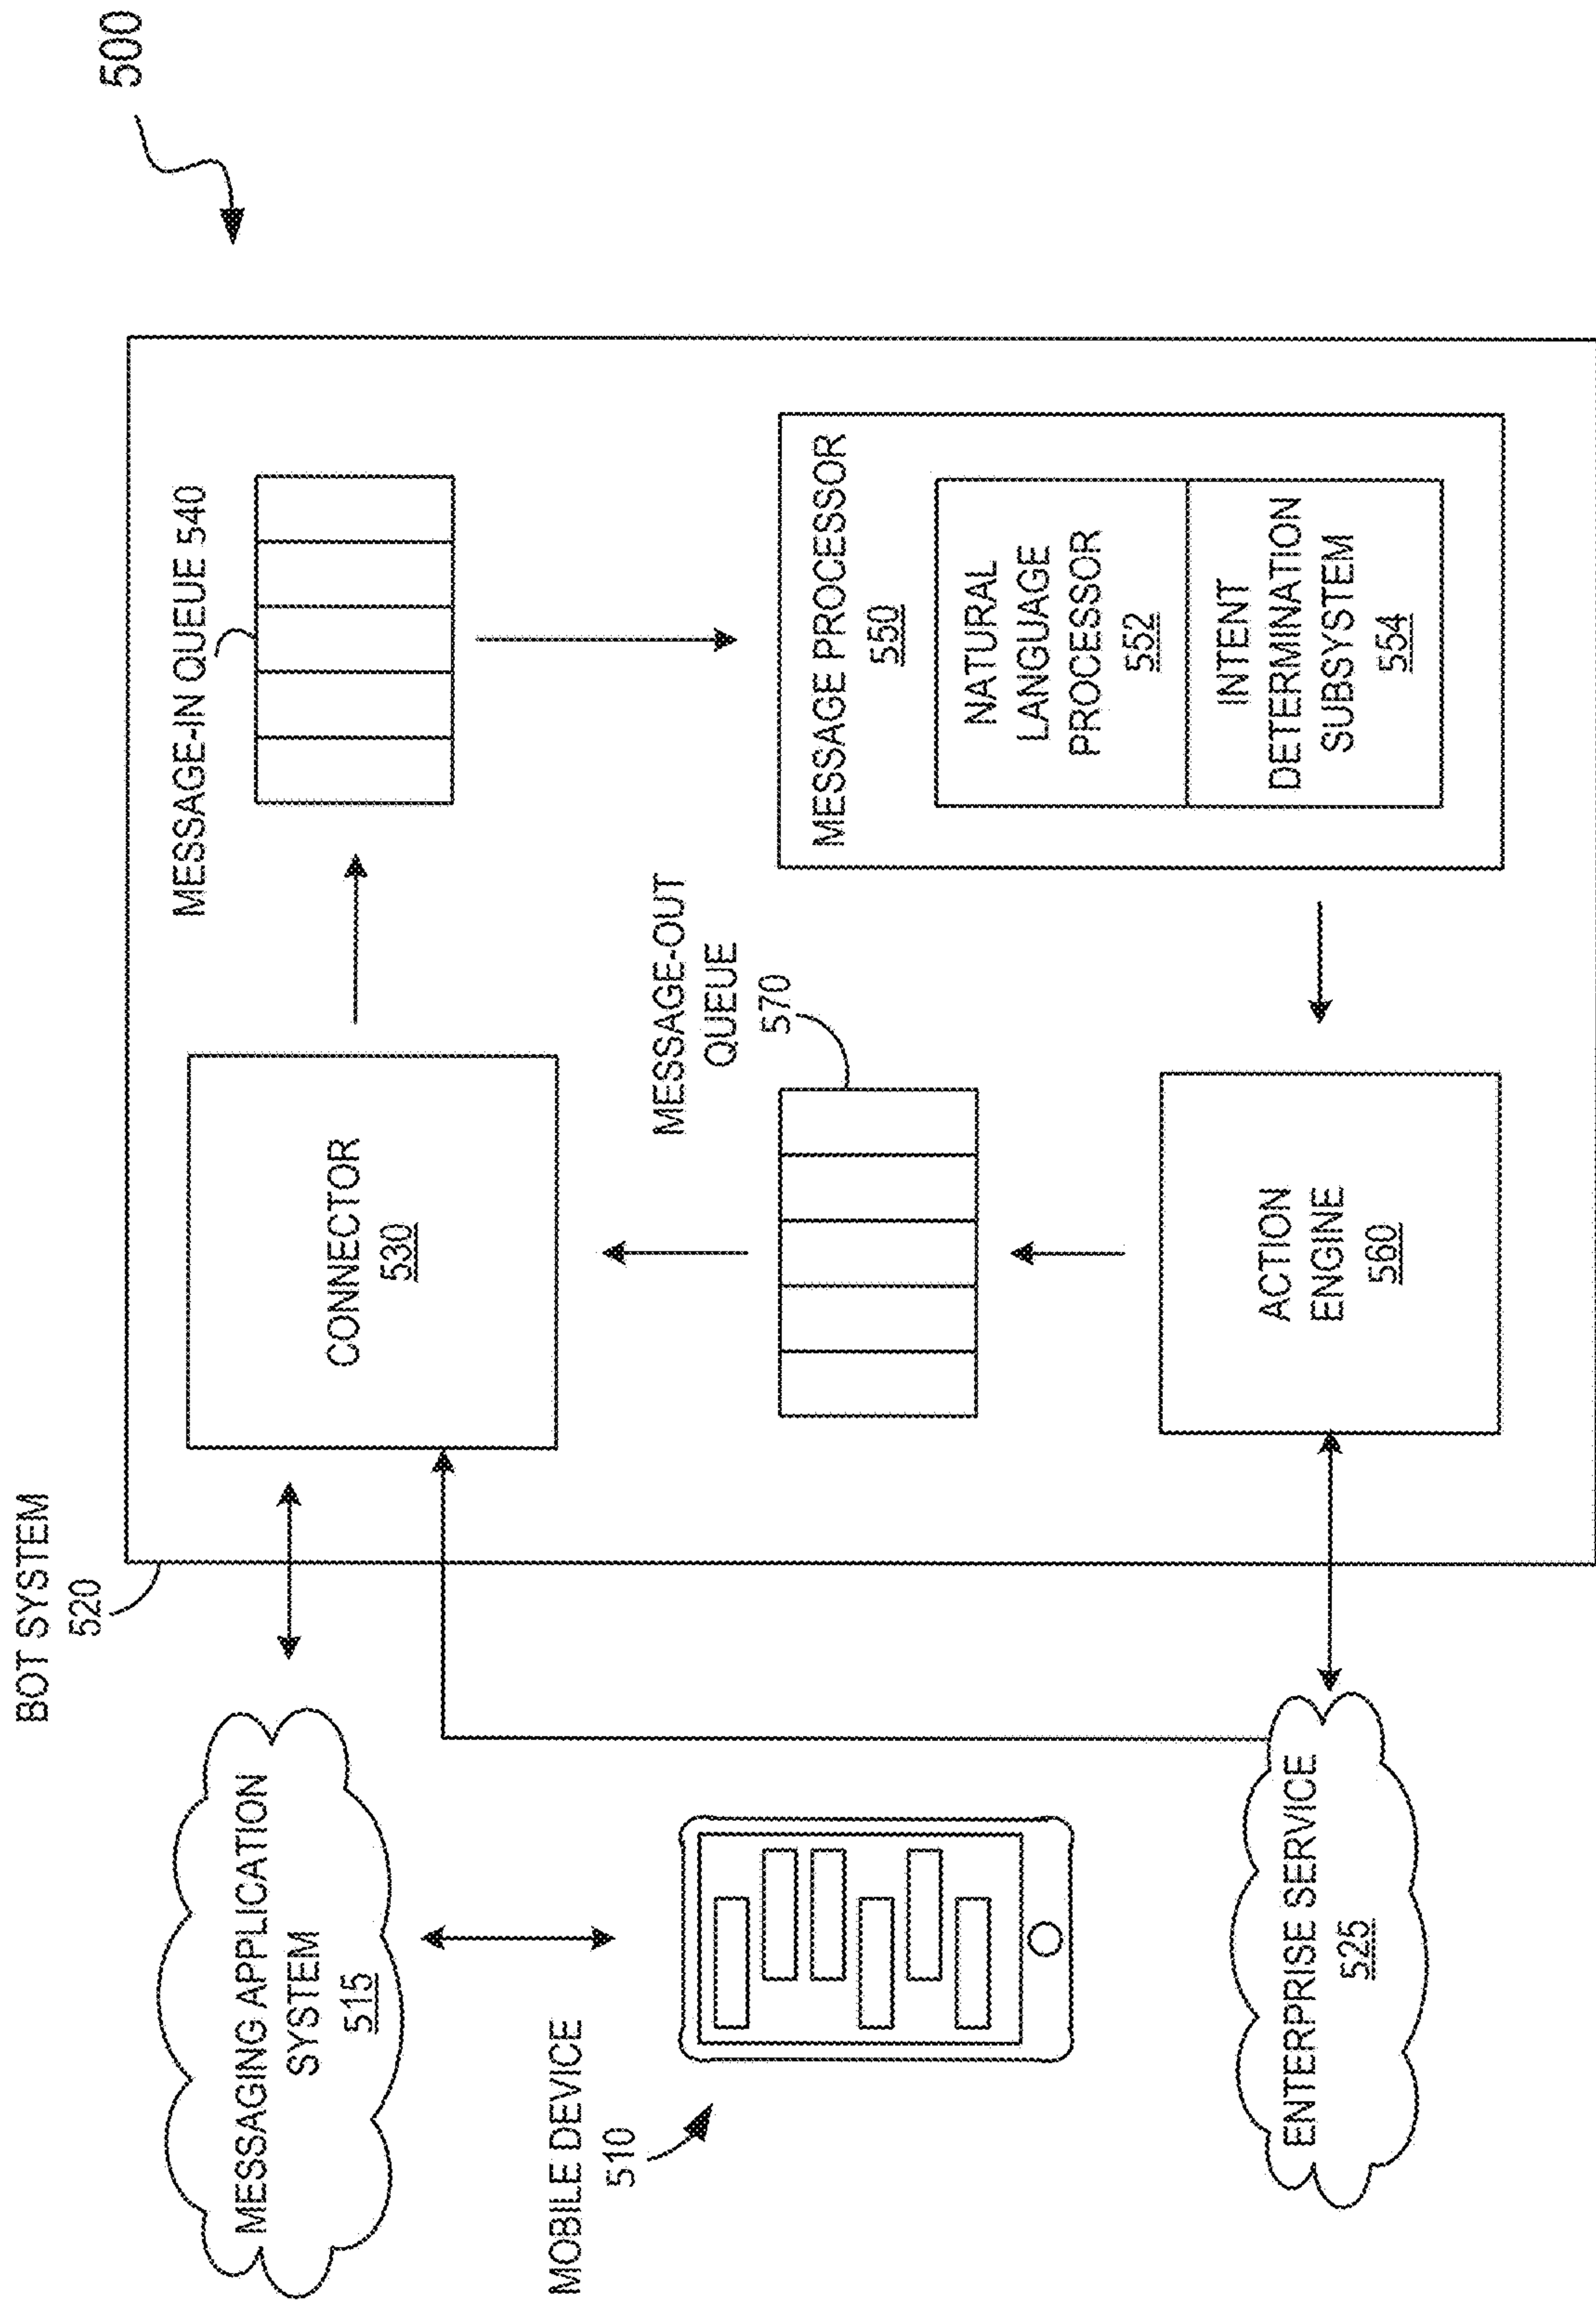 500
BOT SYSTEM
520
MESSAGING APPLICATION
SYSTEM
515
CONNECTOR
530
MESSAGE-IN QUEUE 540
MOBILE DEVICE
510
MESSAGE-OUT
QUEUE
570
MESSAGE PROCESSOR
550
NATURAL
LANGUAGE
PROCESSOR
552
INTENT
DETERMINATION
SUBSYSTEM
554
ENTERPRISE SERVICE
525
ACTION
ENGINE
560